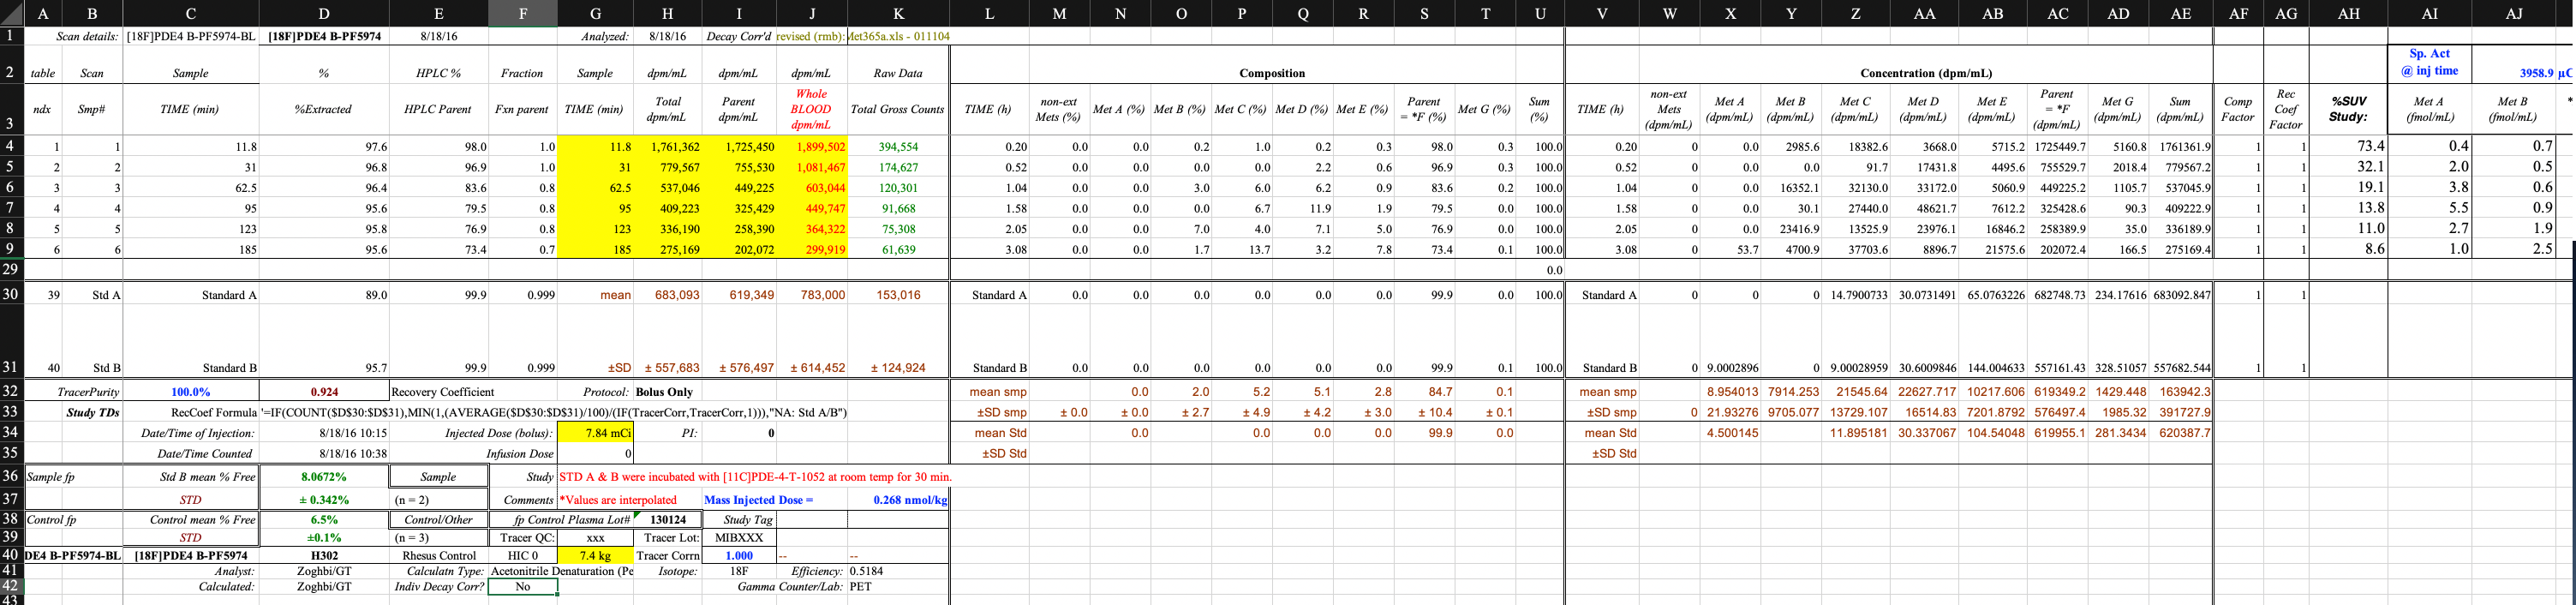 A B C D E F G H I J K L M N O P Q R S T U V W X Y Z AA AB AC AD AE AF AG AH AI AJ
1 Scan details: [18F]PDE4 B-PF5974-BL [18F]PDE4 B-PF5974 8/18/16 Analyzed: 8/18/16 Decay Corr'd revised (rmb): Met365a.xls - 011104
2 table Scan Sample % HPLC % Fraction Sample dpm/mL dpm/mL dpm/mL Raw Data Composition Concentration (dpm/mL) Sp. Act @ inj time 3958.9 µC
3 ndx Smp# TIME (min) %Extracted HPLC Parent Fxn parent TIME (min) Total dpm/mL Parent dpm/mL Whole BLOOD dpm/mL Total Gross Counts TIME (h) non-ext Mets (%) Met A (%) Met B (%) Met C (%) Met D (%) Met E (%) Parent = *F (%) Met G (%) Sum (%) TIME (h) non-ext Mets (dpm/mL) Met A (dpm/mL) Met B (dpm/mL) Met C (dpm/mL) Met D (dpm/mL) Met E (dpm/mL) Parent = *F (dpm/mL) Met G (dpm/mL) Sum (dpm/mL) Comp Factor Rec Coef Factor %SUV Study: Met A (fmol/mL) Met B (fmol/mL) *
4 1 1 11.8 97.6 98.0 1.0 11.8 1,761,362 1,725,450 1,899,502 394,554 0.20 0.0 0.0 0.2 1.0 0.2 0.3 98.0 0.3 100.0 0.20 0 0.0 2985.6 18382.6 3668.0 5715.2 1725449.7 5160.8 1761361.9 1 1 73.4 0.4 0.7
5 2 2 31 96.8 96.9 1.0 31 779,567 755,530 1,081,467 174,627 0.52 0.0 0.0 0.0 0.0 2.2 0.6 96.9 0.3 100.0 0.52 0 0.0 0.0 91.7 17431.8 4495.6 755529.7 2018.4 779567.2 1 1 32.1 2.0 0.5
6 3 3 62.5 96.4 83.6 0.8 62.5 537,046 449,225 603,044 120,301 1.04 0.0 0.0 3.0 6.0 6.2 0.9 83.6 0.2 100.0 1.04 0 0.0 16352.1 32130.0 33172.0 5060.9 449225.2 1105.7 537045.9 1 1 19.1 3.8 0.6
7 4 4 95 95.6 79.5 0.8 95 409,223 325,429 449,747 91,668 1.58 0.0 0.0 0.0 6.7 11.9 1.9 79.5 0.0 100.0 1.58 0 0.0 30.1 27440.0 48621.7 7612.2 325428.6 90.3 409222.9 1 1 13.8 5.5 0.9
8 5 5 123 95.8 76.9 0.8 123 336,190 258,390 364,322 75,308 2.05 0.0 0.0 7.0 4.0 7.1 5.0 76.9 0.0 100.0 2.05 0 0.0 23416.9 13525.9 23976.1 16846.2 258389.9 35.0 336189.9 1 1 11.0 2.7 1.9
9 6 6 185 95.6 73.4 0.7 185 275,169 202,072 299,919 61,639 3.08 0.0 0.0 1.7 13.7 3.2 7.8 73.4 0.1 100.0 3.08 0 53.7 4700.9 37703.6 8896.7 21575.6 202072.4 166.5 275169.4 1 1 8.6 1.0 2.5
29 0.0
30 39 Std A Standard A 89.0 99.9 0.999 mean 683,093 619,349 783,000 153,016 Standard A 0.0 0.0 0.0 0.0 0.0 0.0 99.9 0.0 100.0 Standard A 0 0 0 14.7900733 30.0731491 65.0763226 682748.73 234.17616 683092.847 1 1
31 40 Std B Standard B 95.7 99.9 0.999 ±SD ± 557,683 ± 576,497 ± 614,452 ± 124,924 Standard B 0.0 0.0 0.0 0.0 0.0 0.0 99.9 0.1 100.0 Standard B 0 9.0002896 0 9.00028959 30.6009846 144.004633 557161.43 328.51057 557682.544 1 1
32 TracerPurity 100.0% 0.924 Recovery Coefficient Protocol: Bolus Only mean smp 0.0 2.0 5.2 5.1 2.8 84.7 0.1 mean smp 8.954013 7914.253 21545.64 22627.717 10217.606 619349.2 1429.448 163942.3
33 Study TDs RecCoef Formula '=IF(COUNT($D$30:$D$31),MIN(1,(AVERAGE($D$30:$D$31)/100)/(IF(TracerCorr,TracerCorr,1))),"NA: Std A/B") ±SD smp ± 0.0 ± 0.0 ± 2.7 ± 4.9 ± 4.2 ± 3.0 ± 10.4 ± 0.1 ±SD smp 0 21.93276 9705.077 13729.107 16514.83 7201.8792 576497.4 1985.32 391727.9
34 Date/Time of Injection: 8/18/16 10:15 Injected Dose (bolus): 7.84 mCi PI: 0 mean Std 0.0 0.0 0.0 0.0 99.9 0.0 mean Std 4.500145 11.895181 30.337067 104.54048 619955.1 281.3434 620387.7
35 Date/Time Counted 8/18/16 10:38 Infusion Dose 0 ±SD Std ±SD Std
36 Sample fp Std B mean % Free 8.0672% Sample Study STD A & B were incubated with [11C]PDE-4-T-1052 at room temp for 30 min.
37 STD ± 0.342% (n = 2) Comments *Values are interpolated Mass Injected Dose = 0.268 nmol/kg
38 Control fp Control mean % Free 6.5% Control/Other fp Control Plasma Lot# 130124 Study Tag
39 STD ±0.1% (n = 3) Tracer QC: xxx Tracer Lot: MIBXXX
40 DE4 B-PF5974-BL [18F]PDE4 B-PF5974 H302 Rhesus Control HIC 0 7.4 kg Tracer Corrn 1.000 -- --
41 Analyst: Zoghbi/GT Calculatn Type: Acetonitrile Denaturation (Pe Isotope: 18F Efficiency: 0.5184
42 Calculated: Zoghbi/GT Indiv Decay Corr? No Gamma Counter/Lab: PET
43